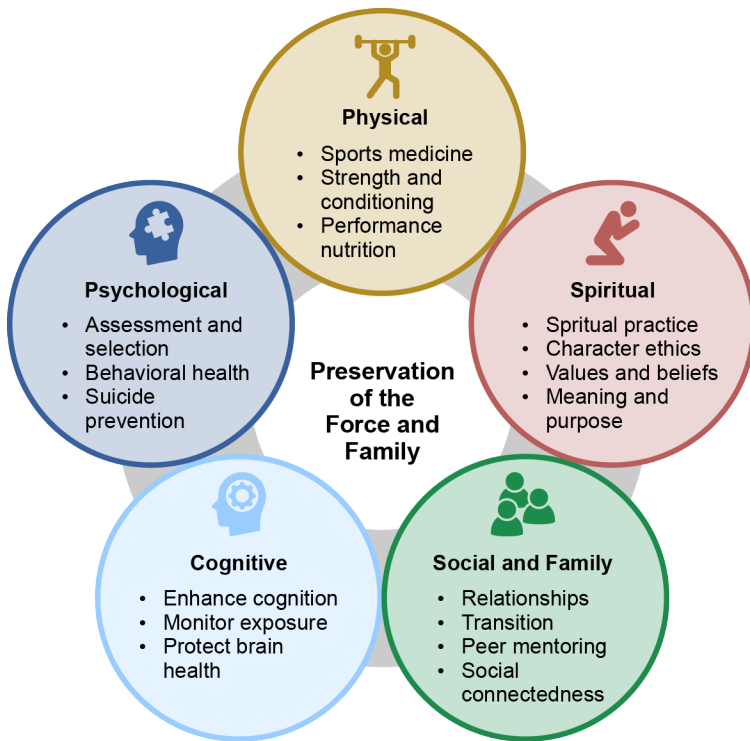 Physical
• Sports medicine
• Strength and
conditioning
• Performance
nutrition
Psychological
• Assessment and
selection
• Behavioral health
• Suicide
prevention
Spiritual
• Spritual practice
• Character ethics
• Values and beliefs
• Meaning and
purpose
Preservation
of the
Force and
Family
Cognitive
• Enhance cognition
• Monitor exposure
• Protect brain
health
Social and Family
• Relationships
• Transition
• Peer mentoring
• Social
connectedness